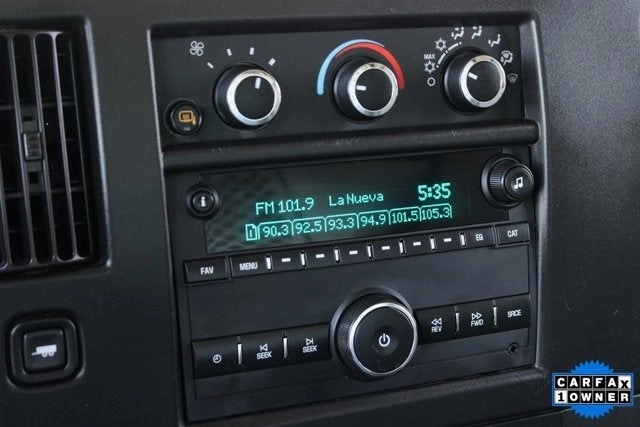 MAX
FM 101.9 La Nueva 5:35
1 90.3 92.5 93.3 94.9 101.5 105.3
FAV MENU EQ CAT
SEEK SEEK REV FWD SRCE
CARFAX
1 OWNER